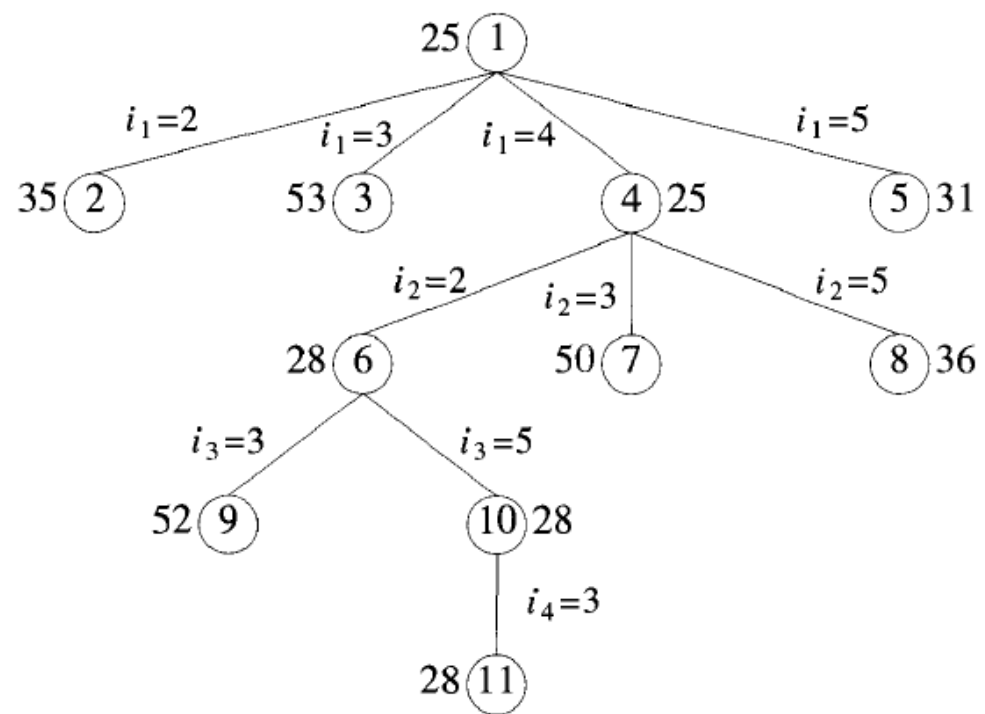 25 1
i₁=2 i₁=3 i₁=4 i₁=5
35 2 53 3 4 25 5 31
i₂=2 i₂=3 i₂=5
28 6 50 7 8 36
i₃=3 i₃=5
52 9 10 28
i₄=3
28 11